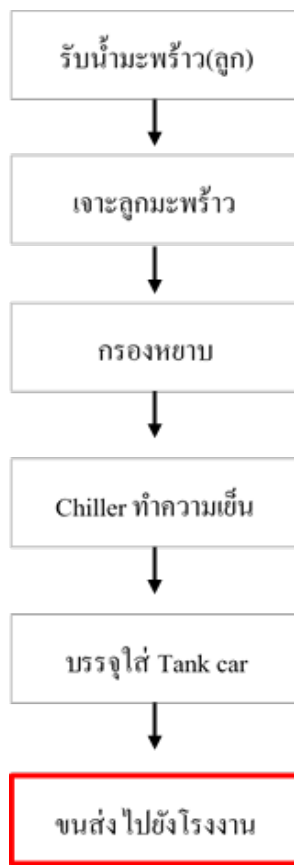 รับน้ำมะพร้าว(ลูก)
เจาะลูกมะพร้าว
กรองหยาบ
Chiller ทำความเย็น
บรรจุใส่ Tank car
ขนส่ง ไปยังโรงงาน